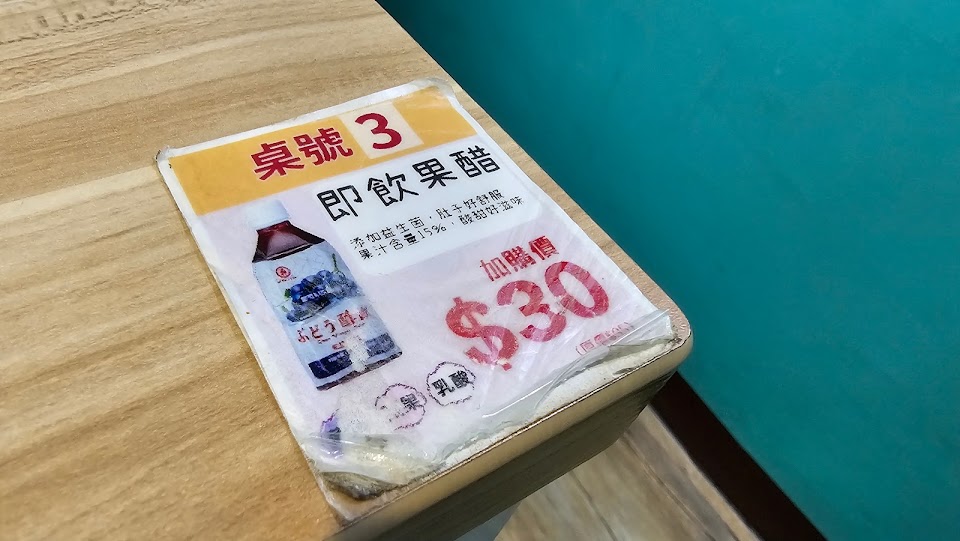 桌號 3
即飲果醋
添加益生菌,肚子好舒服
果汁含量15%,酸甜好滋味
加購價
$30
ぶどう酢
果
乳酸